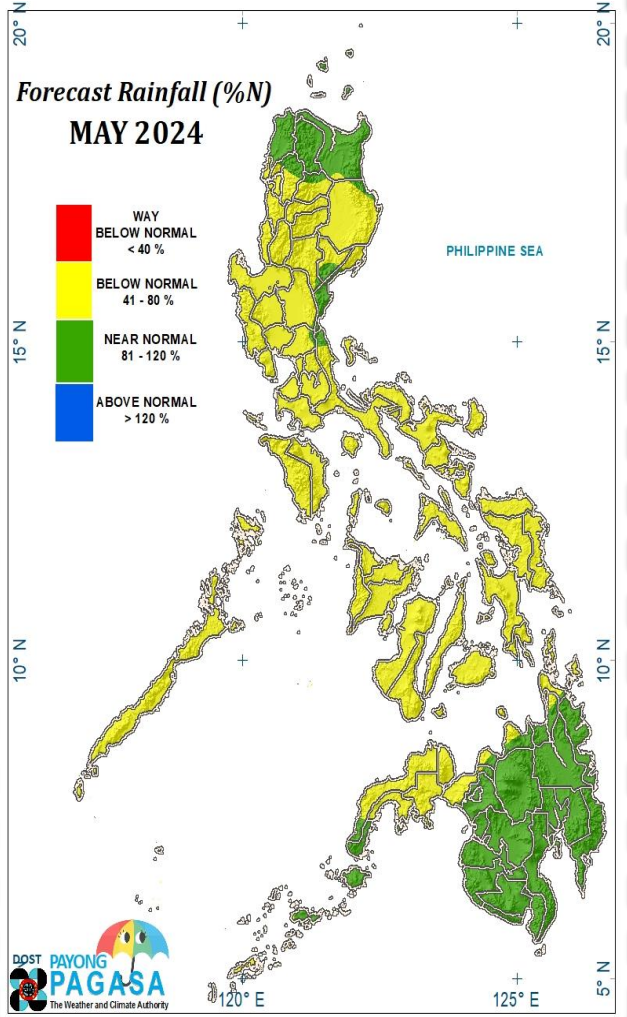 20° N
20° N
Forecast Rainfall (%N)
MAY 2024
WAY
BELOW NORMAL
< 40 %
BELOW NORMAL
41 - 80 %
NEAR NORMAL
81 - 120 %
ABOVE NORMAL
> 120 %
PHILIPPINE SEA
15° N
15° N
10° N
10° N
DOST
PAYONG
PAGASA
The Weather and Climate Authority
120° E
125° E
5° N